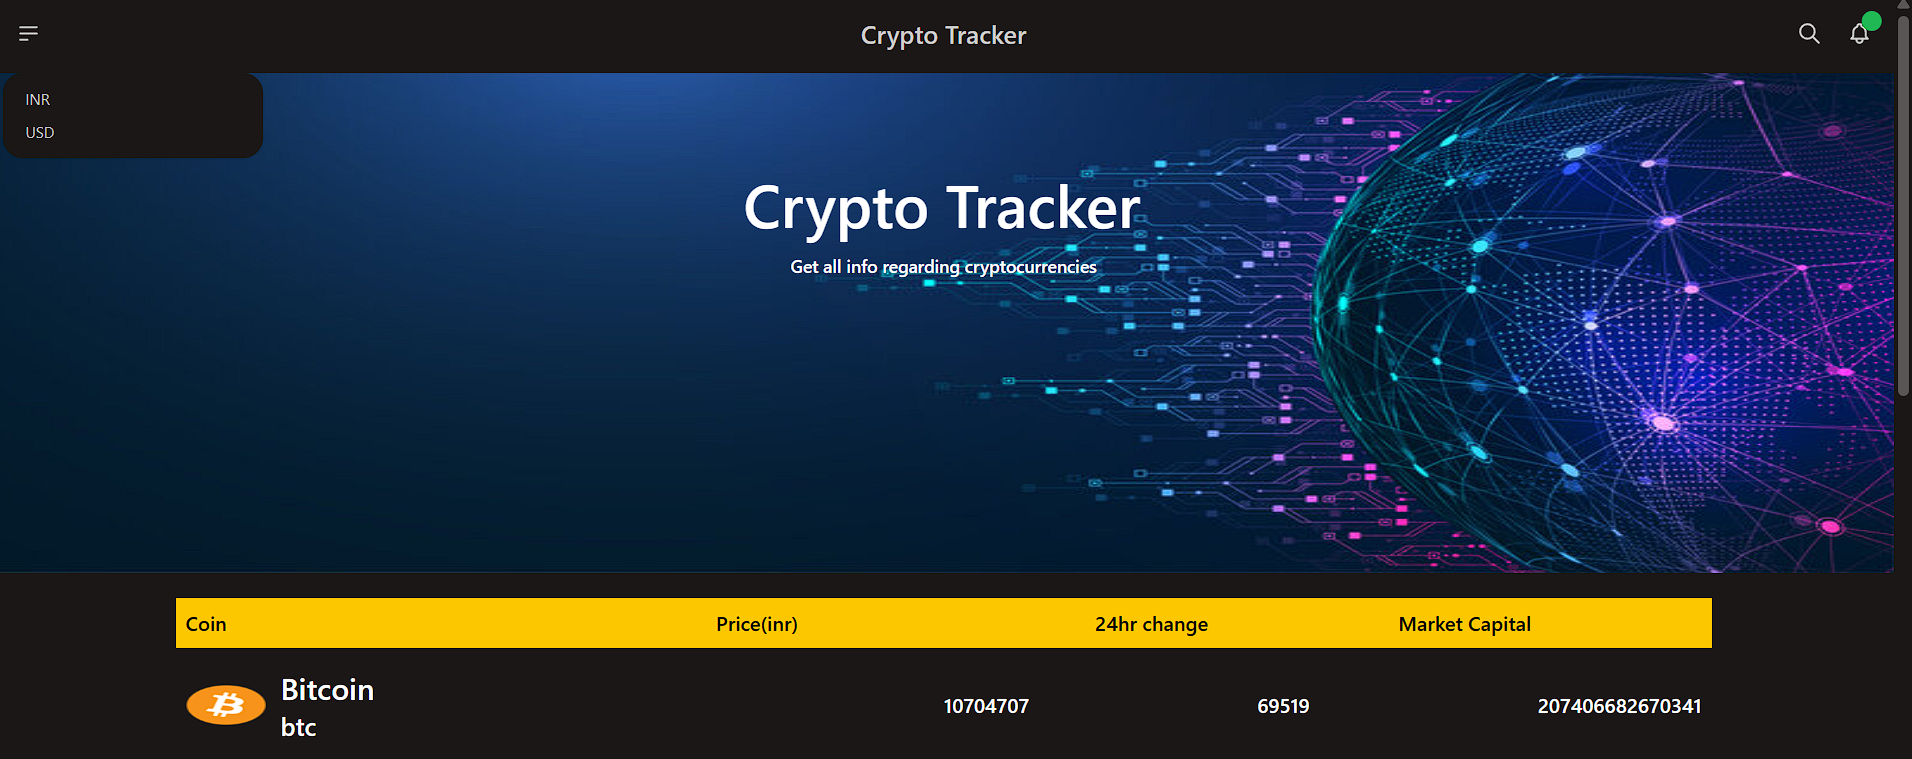 Crypto Tracker
INR
USD
Crypto Tracker
Get all info regarding cryptocurrencies
Coin Price(inr) 24hr change Market Capital
Bitcoin
btc 10704707 69519 207406682670341